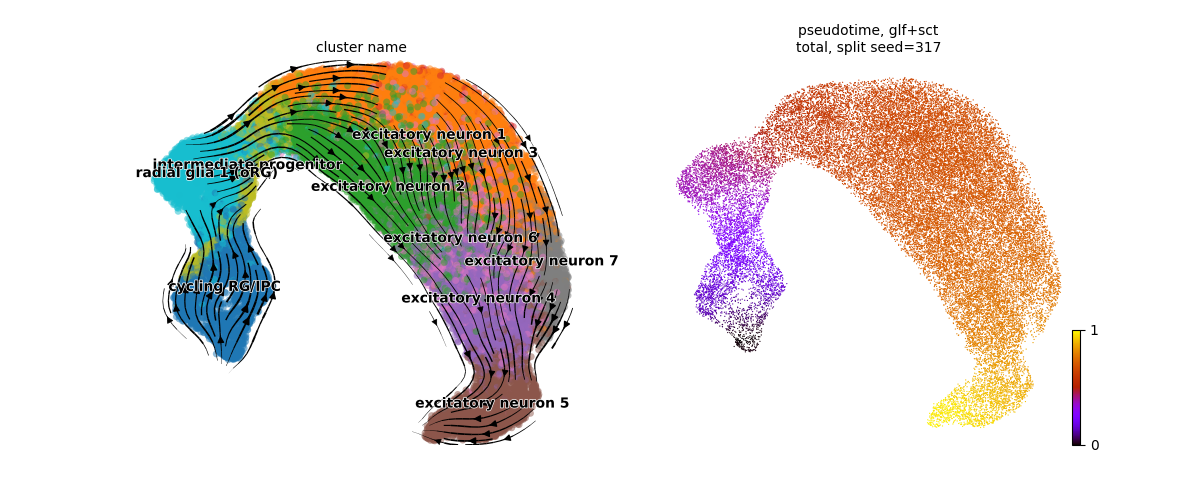 cluster name
excitatory neuron 1
excitatory neuron 3
intermediate progenitor
radial glia 1 (oRG)
excitatory neuron 2
excitatory neuron 6
excitatory neuron 7
cycling RG/IPC
excitatory neuron 4
excitatory neuron 5
pseudotime, glf+sct
total, split seed=317
1
0